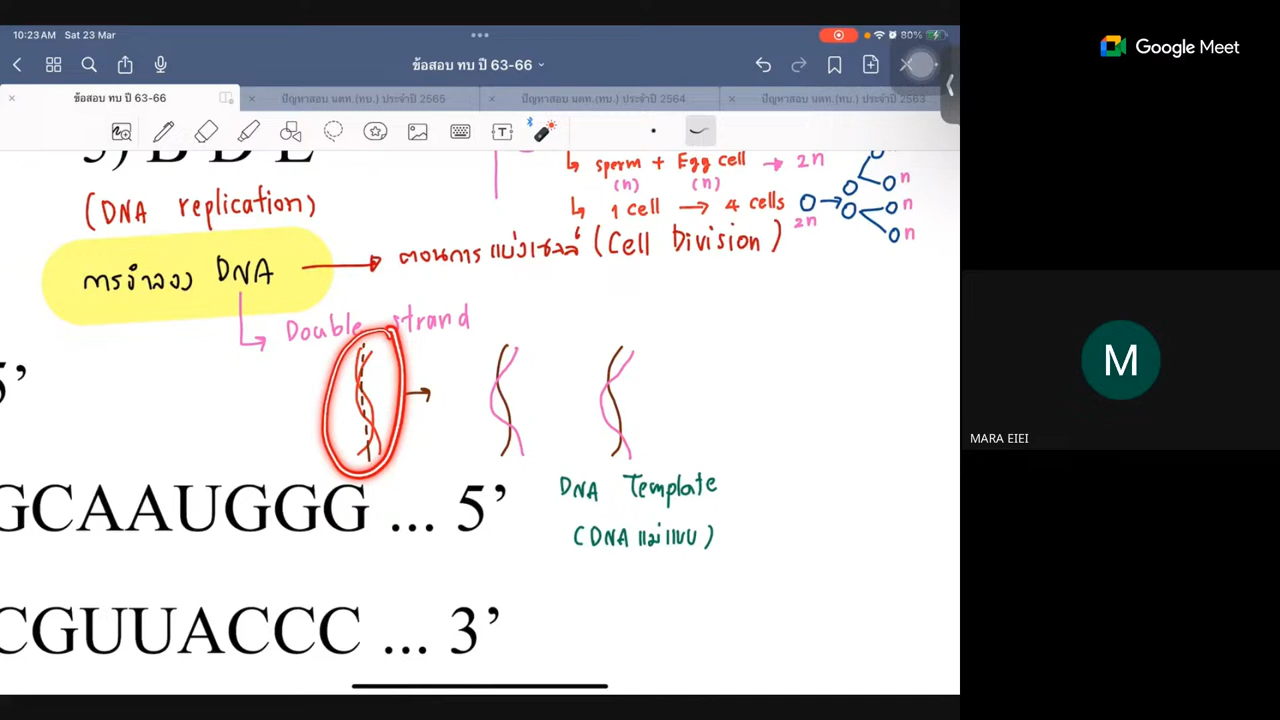 10:23 AM Sat 23 Mar
80%
ข้อสอบ ทบ ปี 63-66
ข้อสอบ ทบ ปี 63-66
ปัญหาสอบ นตท.(ทบ.) ประจำปี 2565
ปัญหาสอบ นตท.(ทบ.) ประจำปี 2564
ปัญหาสอบ นตท.(ทบ.) ประจำปี 2563
Google Meet
sperm + Egg cell → 2n
(n) (n)
1 cell → 4 cells
2n
n
n
n
(DNA replication)
การจำลอง DNA → ตอนการแบ่งเซลล์ (Cell Division)
Double strand
5’
GCAAUGGG ... 5’
DNA Template
(DNA แม่แบบ)
CGUUACCC ... 3’
M
MARA EIEI